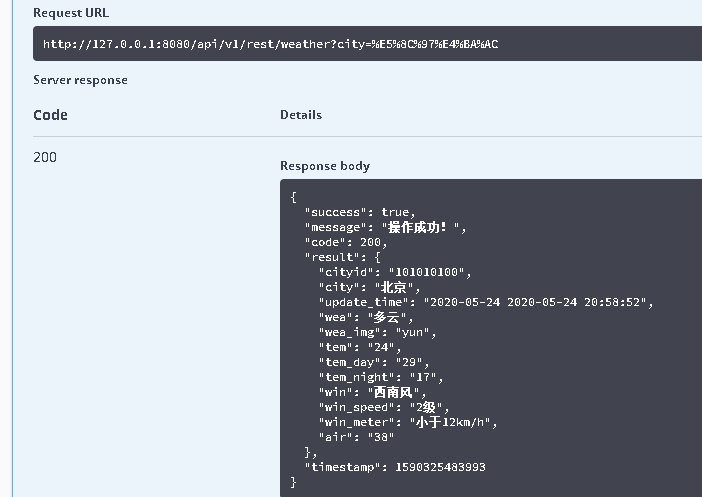 Request URL
http://127.0.0.1:8080/api/v1/rest/weather?city=%E5%8C%97%E4%BA%AC
Server response
Code Details
200
Response body
{
"success": true,
"message": "操作成功！",
"code": 200,
"result": {
"cityid": "101010100",
"city": "北京",
"update_time": "2020-05-24 2020-05-24 20:58:52",
"wea": "多云",
"wea_img": "yun",
"tem": "24",
"tem_day": "29",
"tem_night": "17",
"win": "西南风",
"win_speed": "2级",
"win_meter": "小于12km/h",
"air": "38"
},
"timestamp": 1590325483993
}